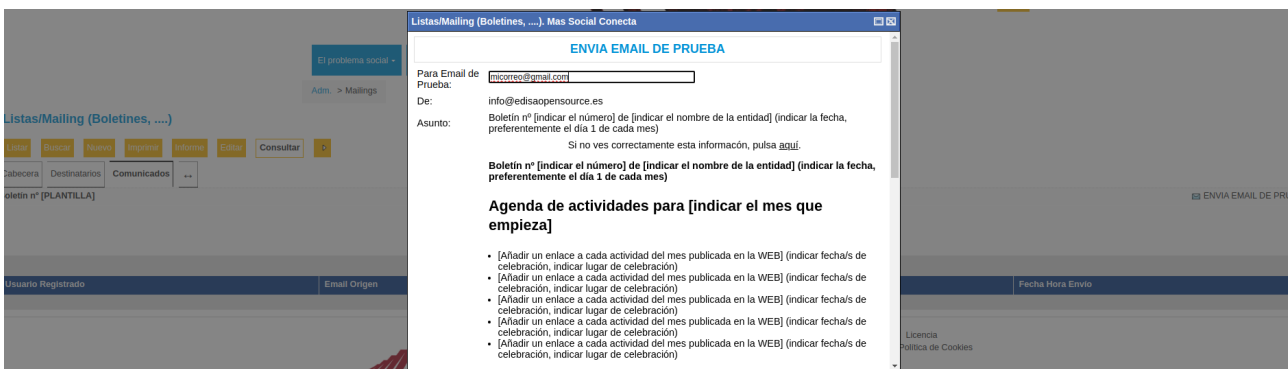 Listas/Mailing (Boletines, ....). Mas Social Conecta
ENVIA EMAIL DE PRUEBA
El problema social
Para Email de Prueba:
micorreo@gmail.com
Adm. > Mailings
De:
info@edisaopensource.es
Asunto:
Boletín nº [indicar el número] de [indicar el nombre de la entidad] (indicar la fecha,
preferentemente el día 1 de cada mes)
Listas/Mailing (Boletines, ....)
Si no ves correctamente esta informacón, pulsa aquí.
Listar Buscar Nuevo Imprimir Informe Editar Consultar
Boletín nº [indicar el número] de [indicar el nombre de la entidad] (indicar la fecha,
preferentemente el día 1 de cada mes)
Cabecera Destinatarios Comunicados ↔
oletín nº [PLANTILLA]
ENVIA EMAIL DE PRU
Agenda de actividades para [indicar el mes que
empieza]
• [Añadir un enlace a cada actividad del mes publicada en la WEB] (indicar fecha/s de
celebración, indicar lugar de celebración)
• [Añadir un enlace a cada actividad del mes publicada en la WEB] (indicar fecha/s de
celebración, indicar lugar de celebración)
• [Añadir un enlace a cada actividad del mes publicada en la WEB] (indicar fecha/s de
celebración, indicar lugar de celebración)
• [Añadir un enlace a cada actividad del mes publicada en la WEB] (indicar fecha/s de
celebración, indicar lugar de celebración)
• [Añadir un enlace a cada actividad del mes publicada en la WEB] (indicar fecha/s de
celebración, indicar lugar de celebración)
Usuario Registrado Email Origen Fecha Hora Envio
Licencia
Política de Cookies